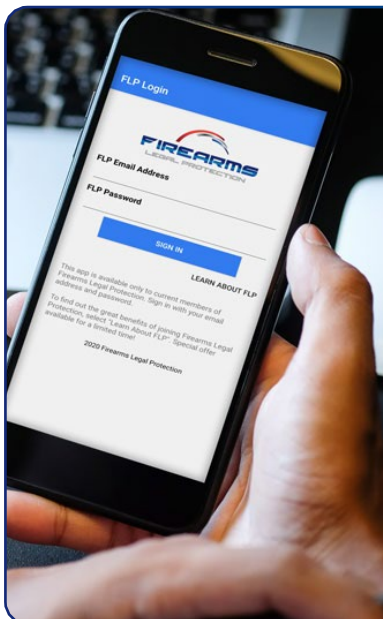 FLP Login
FIREARMS
LEGAL PROTECTION
FLP Email Address
FLP Password
SIGN IN
LEARN ABOUT FLP
This app is available only to current members of
Firearms Legal Protection. Sign in with your email
address and password.
To find out the great benefits of joining Firearms Legal
Protection, select "Learn About FLP". Special offer
available for a limited time!
2020 Firearms Legal Protection